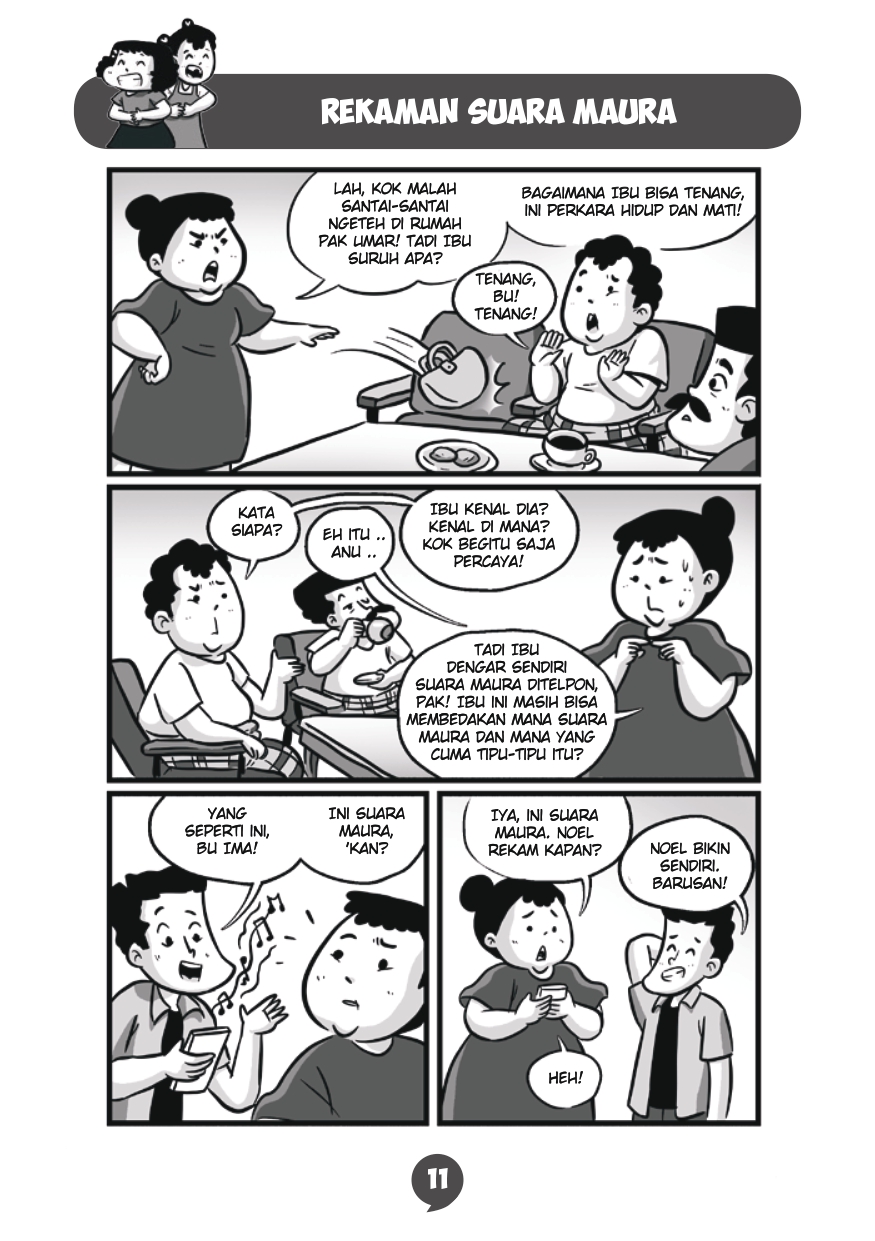 REKAMAN SUARA MAURA
LAH, KOK MALAH
SANTAI-SANTAI
NGETEH DI RUMAH
PAK UMAR! TADI IBU
SURUH APA?
TENANG,
BU!
TENANG!
BAGAIMANA IBU BISA TENANG,
INI PERKARA HIDUP DAN MATI!
KATA
SIAPA?
EH ITU ..
ANU ..
IBU KENAL DIA?
KENAL DI MANA?
KOK BEGITU SAJA
PERCAYA!
TADI IBU
DENGAR SENDIRI
SUARA MAURA DITELPON,
PAK! IBU INI MASIH BISA
MEMBEDAKAN MANA SUARA
MAURA DAN MANA YANG
CUMA TIPU-TIPU ITU?
YANG
SEPERTI INI,
BU IMA!
INI SUARA
MAURA,
'KAN?
IYA, INI SUARA
MAURA. NOEL
REKAM KAPAN?
NOEL BIKIN
SENDIRI.
BARUSAN!
HEH!
11